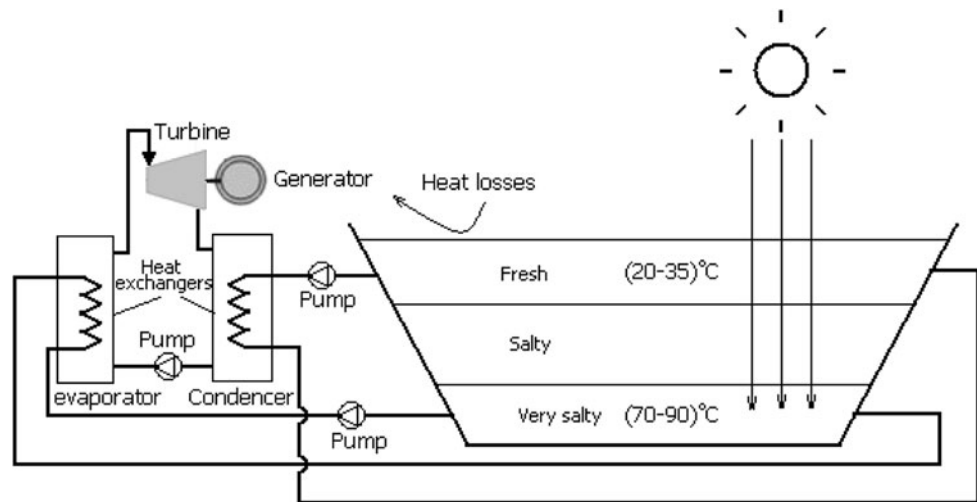 Turbine
Generator
Heat losses
Heat
exchangers
Pump
Fresh (20-35)°C
Pump
Salty
evaporator
Condencer
Very salty (70-90)°C
Pump